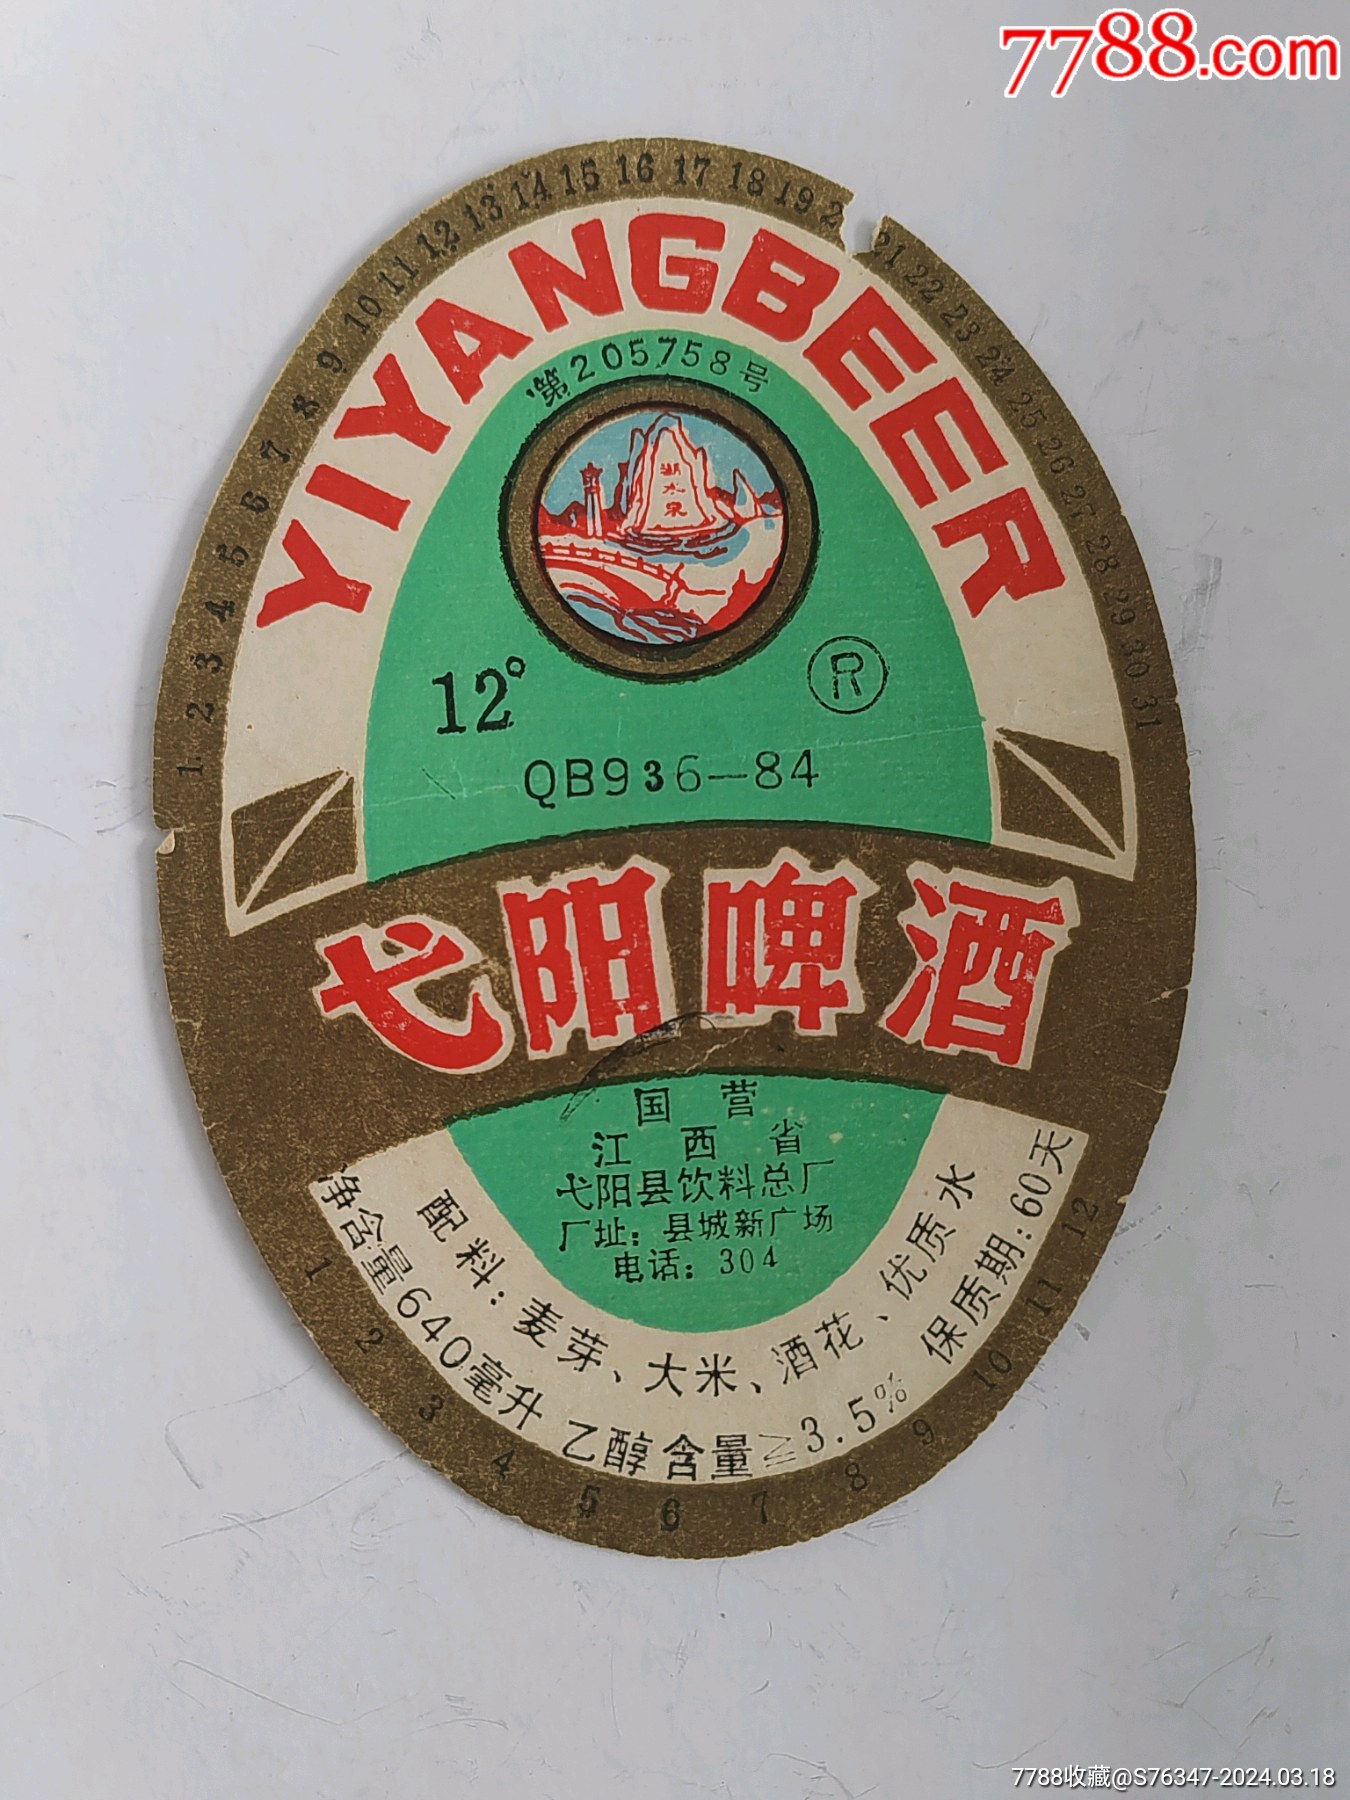 7788.com
1 2 3 4 5 6 7 8 9 10 11 12 13 14 15 16 17 18 19 2 21 22 23 24 25 26 27 28 29 30 31
YIYANGBEER
第205758号
湖水泉
12°
R
QB936—84
弋阳啤酒
国营
江西省
弋阳县饮料总厂
厂址：县城新广场
电话：304
配料：麦芽、大米、酒花、优质水
净含量640毫升 乙醇含量≥3.5% 保质期：60天
1 2 3 4 5 6 7 8 9 10 11 12
7788收藏@S76347-2024.03.18